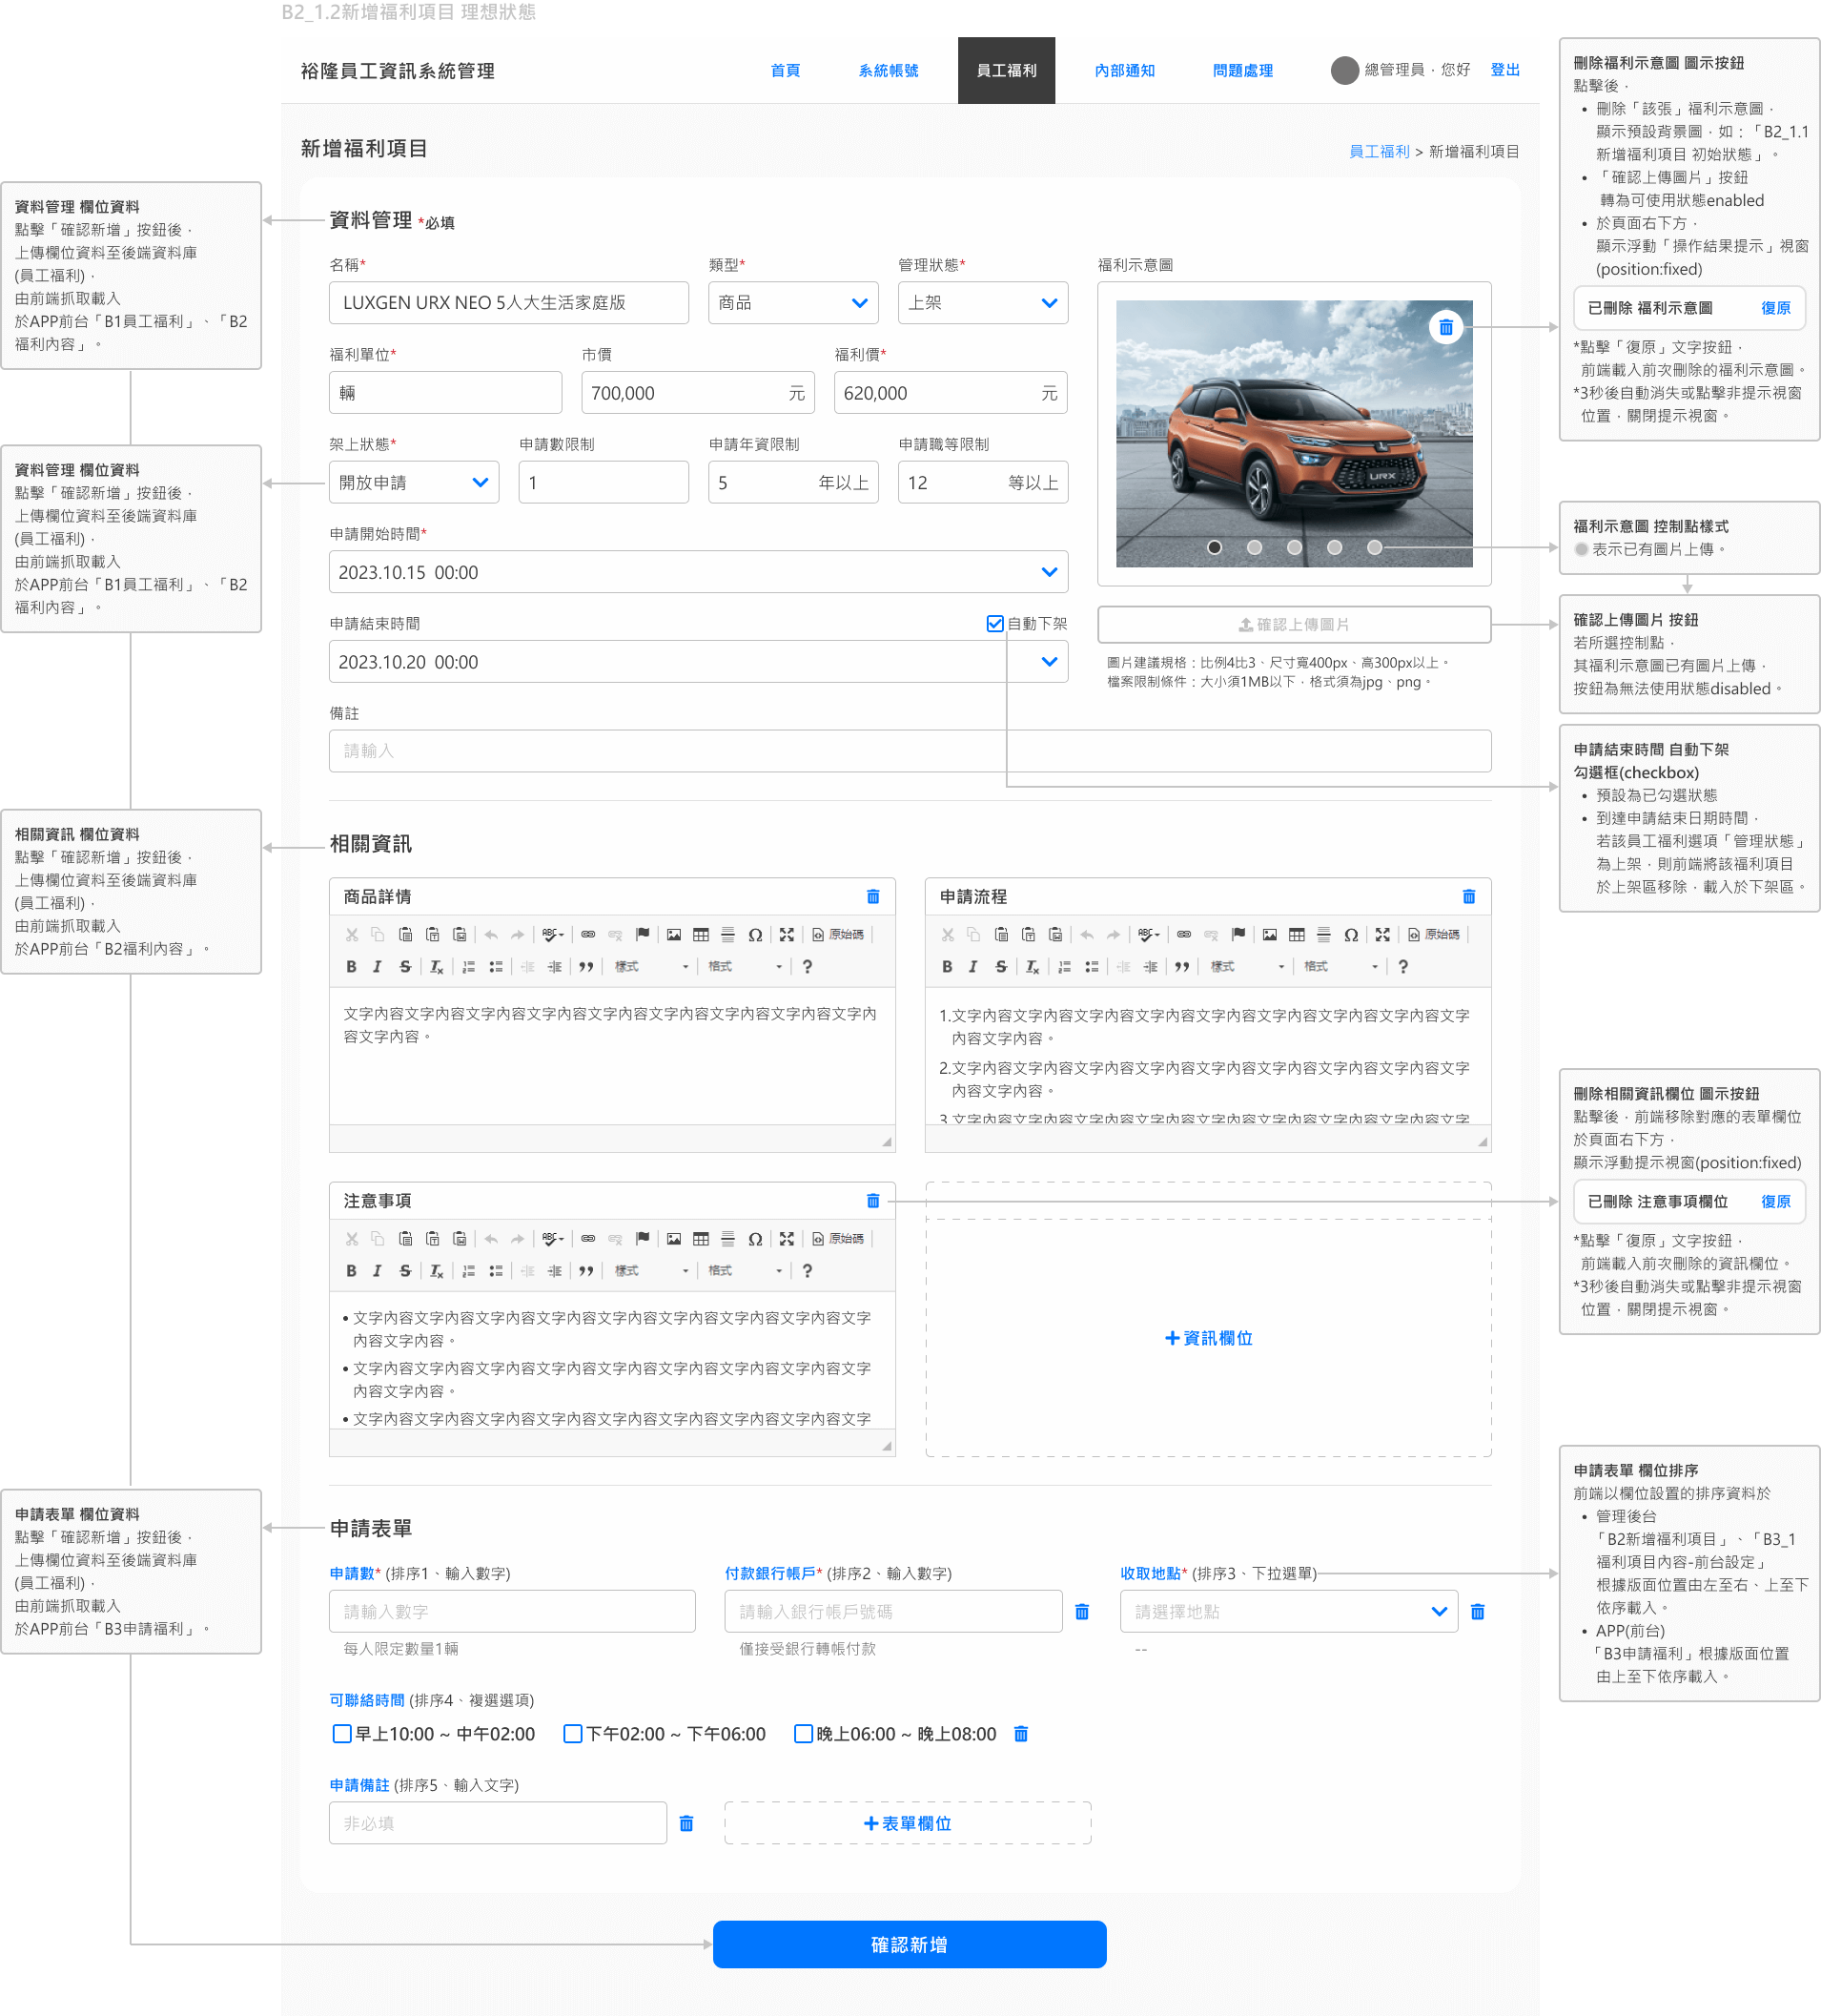 B2_1.2新增福利項目 理想狀態
裕隆員工資訊系統管理
首頁
系統帳號
員工福利
內部通知
問題處理
總管理員，您好
登出
新增福利項目
員工福利 > 新增福利項目
資料管理 *必填
名稱*
類型*
管理狀態*
福利示意圖
LUXGEN URX NEO 5人大生活家庭版
商品
上架
福利單位*
市價
福利價*
輛
700,000 元
620,000 元
架上狀態*
申請數限制
申請年資限制
申請職等限制
開放申請
1
5 年以上
12 等以上
URX
申請開始時間*
2023.10.15 00:00
申請結束時間
自動下架
2023.10.20 00:00
確認上傳圖片
圖片建議規格：比例4比3、尺寸寬400px、高300px以上。
檔案限制條件：大小須1MB以下，格式須為jpg、png。
備註
請輸入
相關資訊
商品詳情
ABC
原始碼
B I S Tx
樣式
格式
?
文字內容文字內容文字內容文字內容文字內容文字內容文字內容文字內容文字內
容文字內容。
申請流程
ABC
原始碼
B I S Tx
樣式
格式
?
1.文字內容文字內容文字內容文字內容文字內容文字內容文字內容文字內容文字
內容文字內容。
2.文字內容文字內容文字內容文字內容文字內容文字內容文字內容文字內容文字
內容文字內容。
3.文字內容文字內容文字內容文字內容文字內容文字內容文字內容文字內容文字
注意事項
ABC
原始碼
B I S Tx
樣式
格式
?
• 文字內容文字內容文字內容文字內容文字內容文字內容文字內容文字內容文字
內容文字內容。
• 文字內容文字內容文字內容文字內容文字內容文字內容文字內容文字內容文字
內容文字內容。
• 文字內容文字內容文字內容文字內容文字內容文字內容文字內容文字內容文字
+資訊欄位
申請表單
申請數* (排序1、輸入數字)
付款銀行帳戶* (排序2、輸入數字)
收取地點* (排序3、下拉選單)
請輸入數字
請輸入銀行帳戶號碼
請選擇地點
每人限定數量1輛
僅接受銀行轉帳付款
--
可聯絡時間 (排序4、複選選項)
早上10:00 ~ 中午02:00
下午02:00 ~ 下午06:00
晚上06:00 ~ 晚上08:00
申請備註 (排序5、輸入文字)
非必填
+表單欄位
確認新增
資料管理 欄位資料
點擊「確認新增」按鈕後，
上傳欄位資料至後端資料庫
(員工福利)，
由前端抓取載入
於APP前台「B1員工福利」、「B2
福利內容」。
資料管理 欄位資料
點擊「確認新增」按鈕後，
上傳欄位資料至後端資料庫
(員工福利)，
由前端抓取載入
於APP前台「B1員工福利」、「B2
福利內容」。
相關資訊 欄位資料
點擊「確認新增」按鈕後，
上傳欄位資料至後端資料庫
(員工福利)，
由前端抓取載入
於APP前台「B2福利內容」。
申請表單 欄位資料
點擊「確認新增」按鈕後，
上傳欄位資料至後端資料庫
(員工福利)，
由前端抓取載入
於APP前台「B3申請福利」。
刪除福利示意圖 圖示按鈕
點擊後，
• 刪除「該張」福利示意圖，
顯示預設背景圖，如：「B2_1.1
新增福利項目 初始狀態」。
• 「確認上傳圖片」按鈕
轉為可使用狀態enabled
• 於頁面右下方，
顯示浮動「操作結果提示」視窗
(position:fixed)
已刪除 福利示意圖 復原
*點擊「復原」文字按鈕，
前端載入前次刪除的福利示意圖。
*3秒後自動消失或點擊非提示視窗
位置，關閉提示視窗。
福利示意圖 控制點樣式
表示已有圖片上傳。
確認上傳圖片 按鈕
若所選控制點，
其福利示意圖已有圖片上傳，
按鈕為無法使用狀態disabled。
申請結束時間 自動下架
勾選框(checkbox)
• 預設為已勾選狀態
• 到達申請結束日期時間，
若該員工福利選項「管理狀態」
為上架，則前端將該福利項目
於上架區移除，載入於下架區。
刪除相關資訊欄位 圖示按鈕
點擊後，前端移除對應的表單欄位
於頁面右下方，
顯示浮動提示視窗(position:fixed)
已刪除 注意事項欄位 復原
*點擊「復原」文字按鈕，
前端載入前次刪除的資訊欄位。
*3秒後自動消失或點擊非提示視窗
位置，關閉提示視窗。
申請表單 欄位排序
前端以欄位設置的排序資料於
• 管理後台
「B2新增福利項目」、「B3_1
福利項目內容-前台設定」
根據版面位置由左至右、上至下
依序載入。
• APP(前台)
「B3申請福利」根據版面位置
由上至下依序載入。